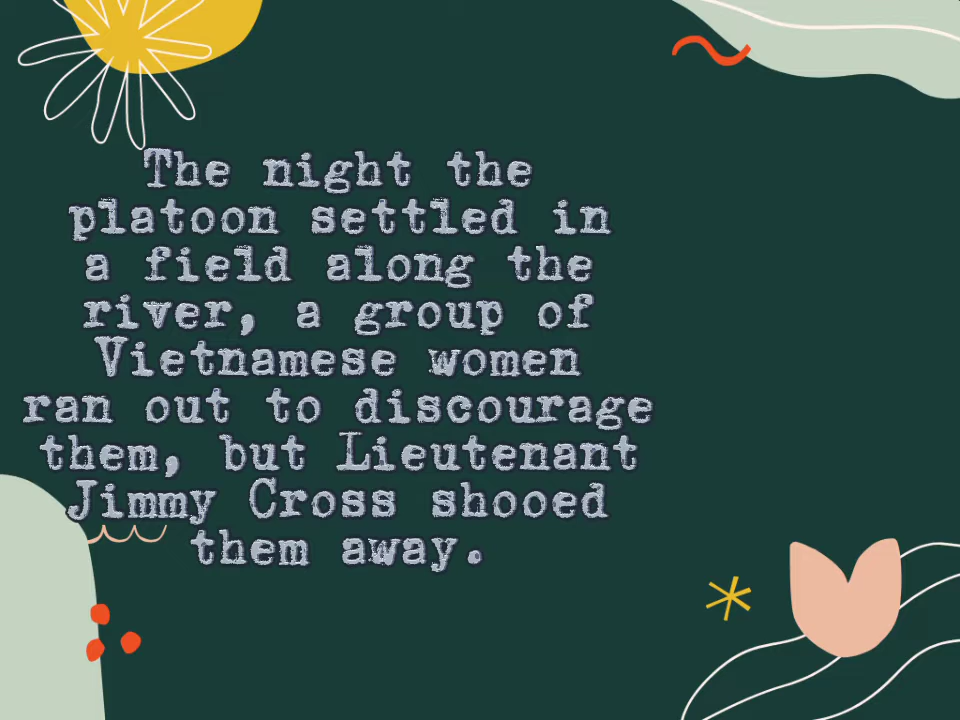 The night the
platoon settled in
a field along the
river, a group of
Vietnamese women
ran out to discourage
them, but Lieutenant
Jimmy Cross shooed
them away.